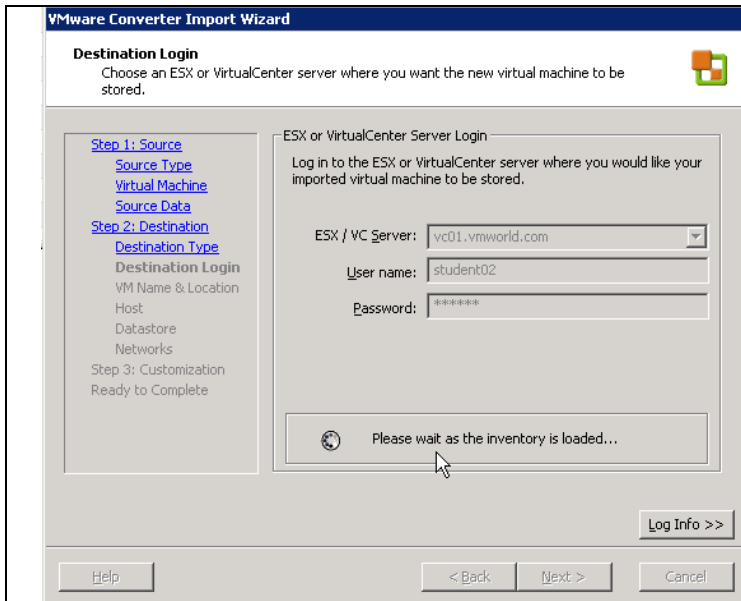 VMware Converter Import Wizard
Destination Login
Choose an ESX or VirtualCenter server where you want the new virtual machine to be
stored.
Step 1: Source
Source Type
Virtual Machine
Source Data
Step 2: Destination
Destination Type
Destination Login
VM Name & Location
Host
Datastore
Networks
Step 3: Customization
Ready to Complete
ESX or VirtualCenter Server Login
Log in to the ESX or VirtualCenter server where you would like your
imported virtual machine to be stored.
ESX / VC Server: vc01.vmworld.com
User name: student02
Password: ******
Please wait as the inventory is loaded...
Log Info >>
Help
< Back
Next >
Cancel